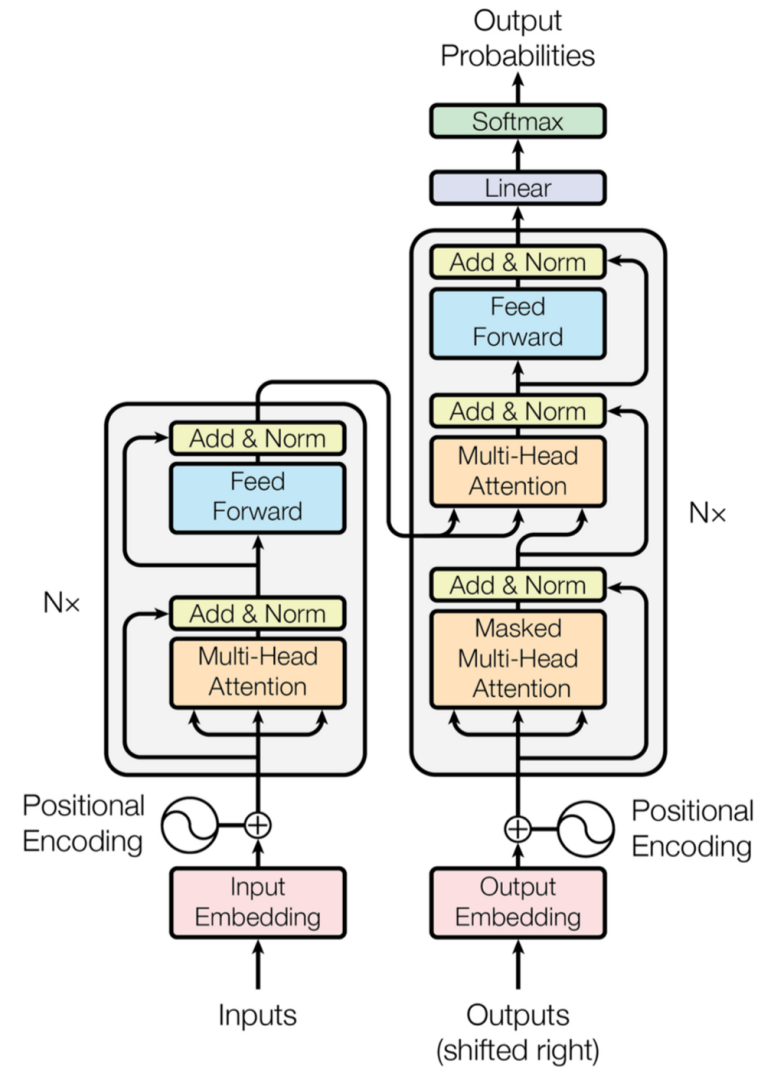 Output
Probabilities
Softmax
Linear
Add & Norm
Feed
Forward
Add & Norm
Multi-Head
Attention
Add & Norm
Masked
Multi-Head
Attention
Nx
Positional
Encoding
Output
Embedding
Outputs
(shifted right)
Add & Norm
Feed
Forward
Add & Norm
Multi-Head
Attention
Nx
Positional
Encoding
Input
Embedding
Inputs